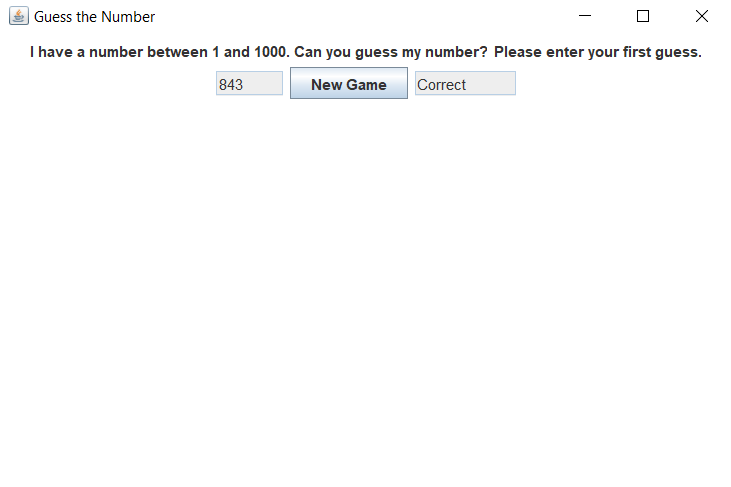 Guess the Number
I have a number between 1 and 1000. Can you guess my number? Please enter your first guess.
843 New Game Correct